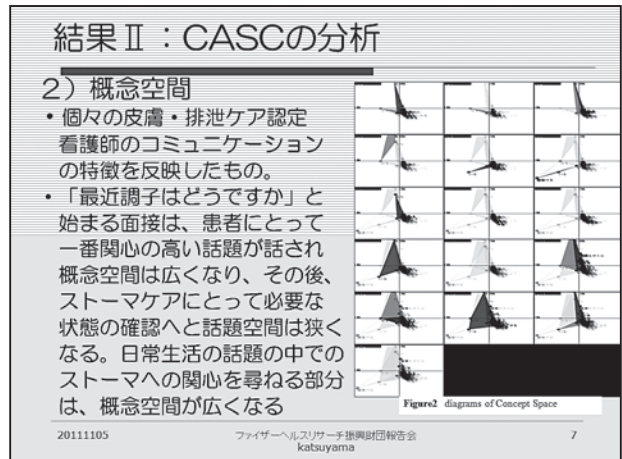 結果Ⅱ：CASCの分析
2）概念空間
• 個々の皮膚・排泄ケア認定
看護師のコミュニケーション
の特徴を反映したもの。
• 「最近調子はどうですか」と
始まる面接は、患者にとって
一番関心の高い話題が話され
概念空間は広くなり、その後、
ストーマケアにとって必要な
状態の確認へと話題空間は狭く
なる。日常生活の話題の中での
ストーマへの関心を尋ねる部分
は、概念空間が広くなる
Figure2 diagrams of Concept Space
20111105
ファイザーヘルスリサーチ振興財団報告会
katsuyama
7